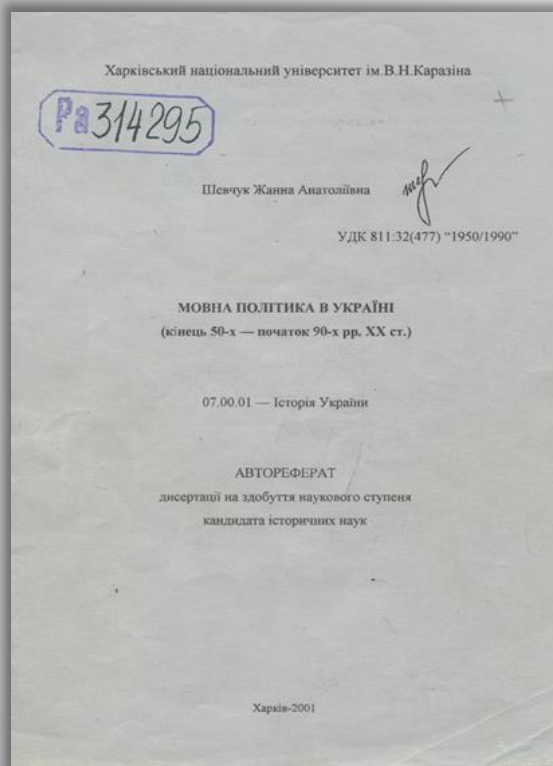 Харківський національний університет ім.В.Н.Каразіна
Ра 314295
Шевчук Жанна Анатоліївна
УДК 811:32(477) “1950/1990”
МОВНА ПОЛІТИКА В УКРАЇНІ
(кінець 50-х — початок 90-х рр. ХХ ст.)
07.00.01 — Історія України
АВТОРЕФЕРАТ
дисертації на здобуття наукового ступеня
кандидата історичних наук
Харків-2001